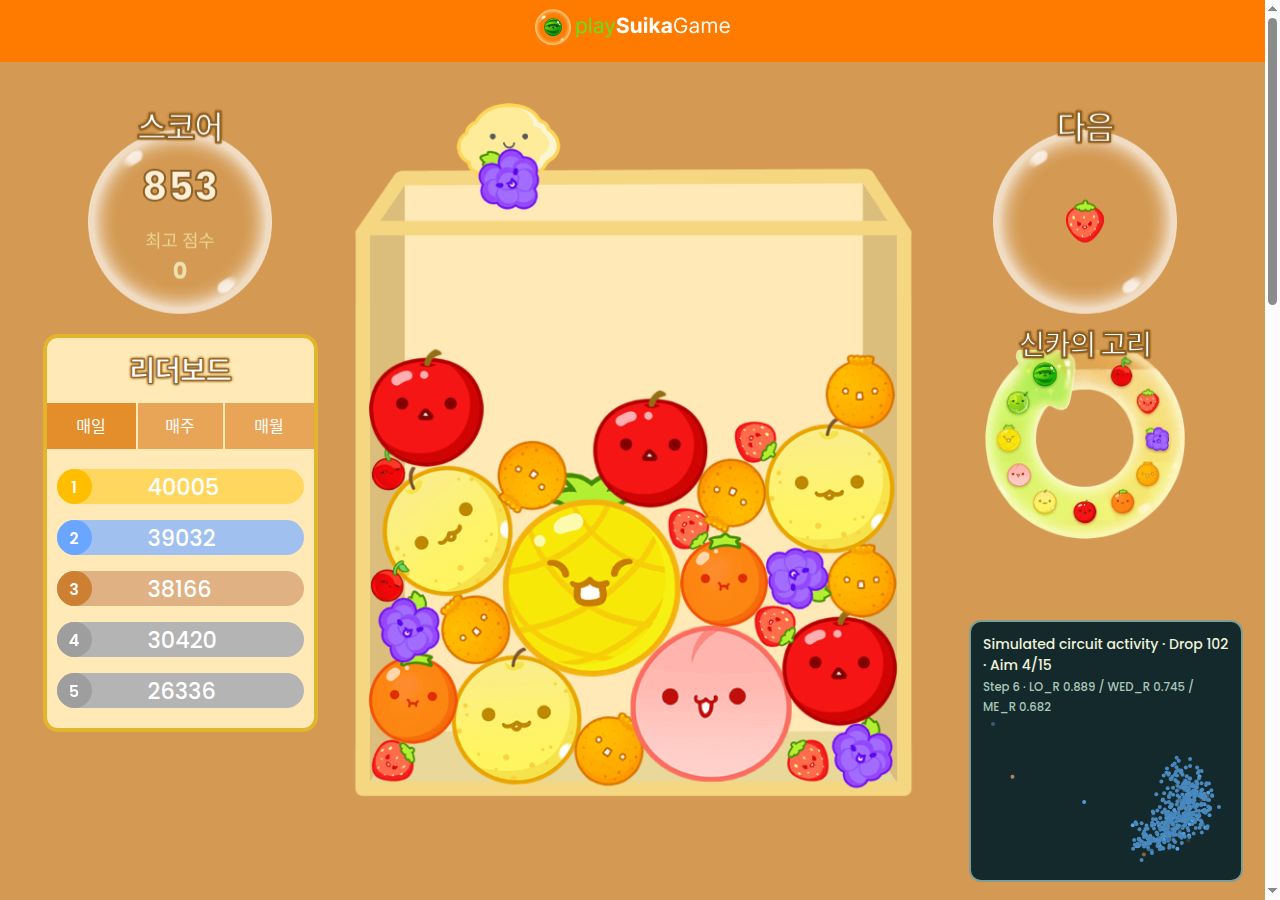 playSuikaGame
스코어
853
최고 점수
0
다음
리더보드
매일 매주 매월
1 40005
2 39032
3 38166
4 30420
5 26336
신카의 고리
Simulated circuit activity · Drop 102
· Aim 4/15
Step 6 · LO_R 0.889 / WED_R 0.745 /
ME_R 0.682